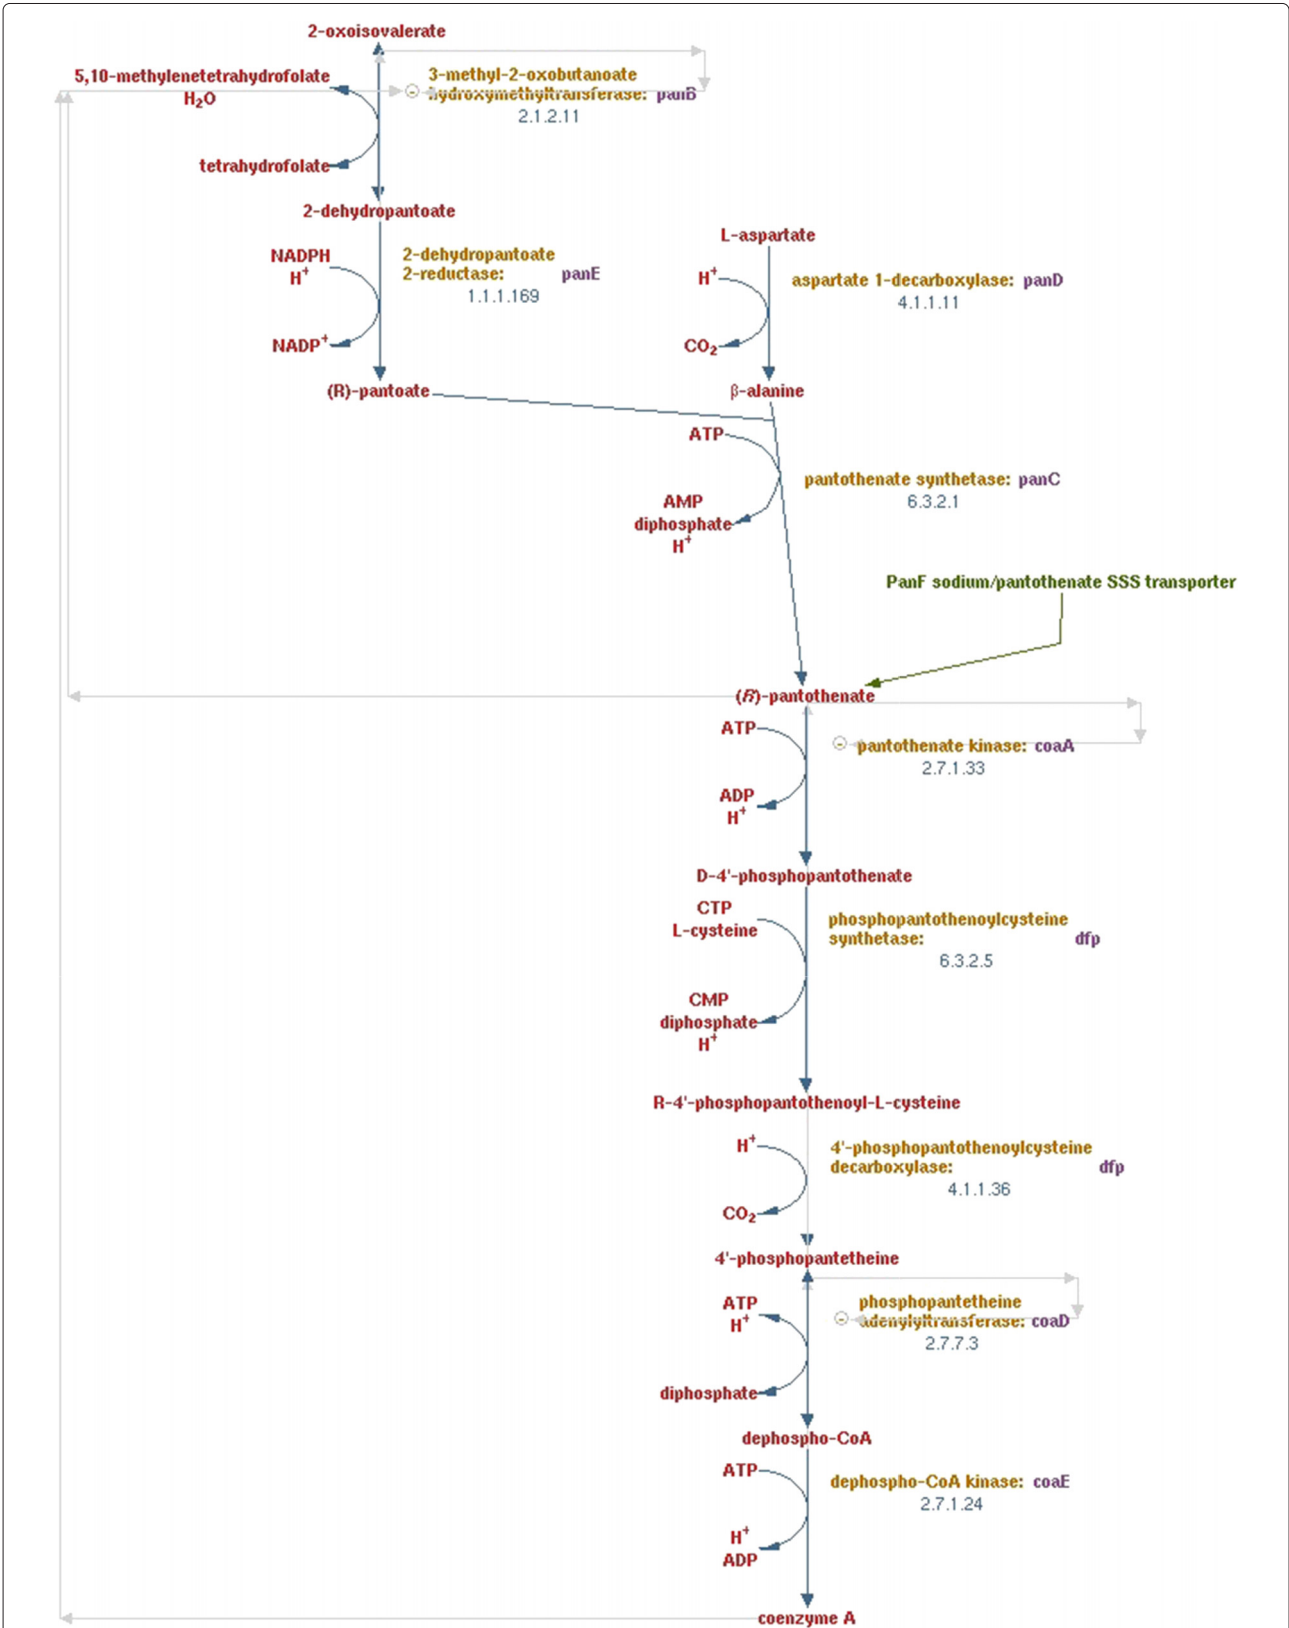 2-oxoisovalerate
5,10-methylenetetrahydrofolate
H₂O
3-methyl-2-oxobutanoate
hydroxymethyltransferase: panB
2.1.2.11
tetrahydrofolate
2-dehydropantoate
NADPH
H⁺
2-dehydropantoate
2-reductase: panE
1.1.1.169
NADP⁺
(R)-pantoate
L-aspartate
H⁺
aspartate 1-decarboxylase: panD
4.1.1.11
CO₂
β-alanine
ATP
pantothenate synthetase: panC
6.3.2.1
AMP
diphosphate
H⁺
PanF sodium/pantothenate SSS transporter
(R)-pantothenate
ATP
pantothenate kinase: coaA
2.7.1.33
ADP
H⁺
D-4'-phosphopantothenate
CTP
L-cysteine
phosphopantothenoylcysteine
synthetase: dfp
6.3.2.5
CMP
diphosphate
H⁺
R-4'-phosphopantothenoyl-L-cysteine
H⁺
4'-phosphopantothenoylcysteine
decarboxylase: dfp
4.1.1.36
CO₂
4'-phosphopantetheine
ATP
H⁺
phosphopantetheine
adenylyltransferase: coaD
2.7.7.3
diphosphate
dephospho-CoA
ATP
dephospho-CoA kinase: coaE
2.7.1.24
H⁺
ADP
coenzyme A